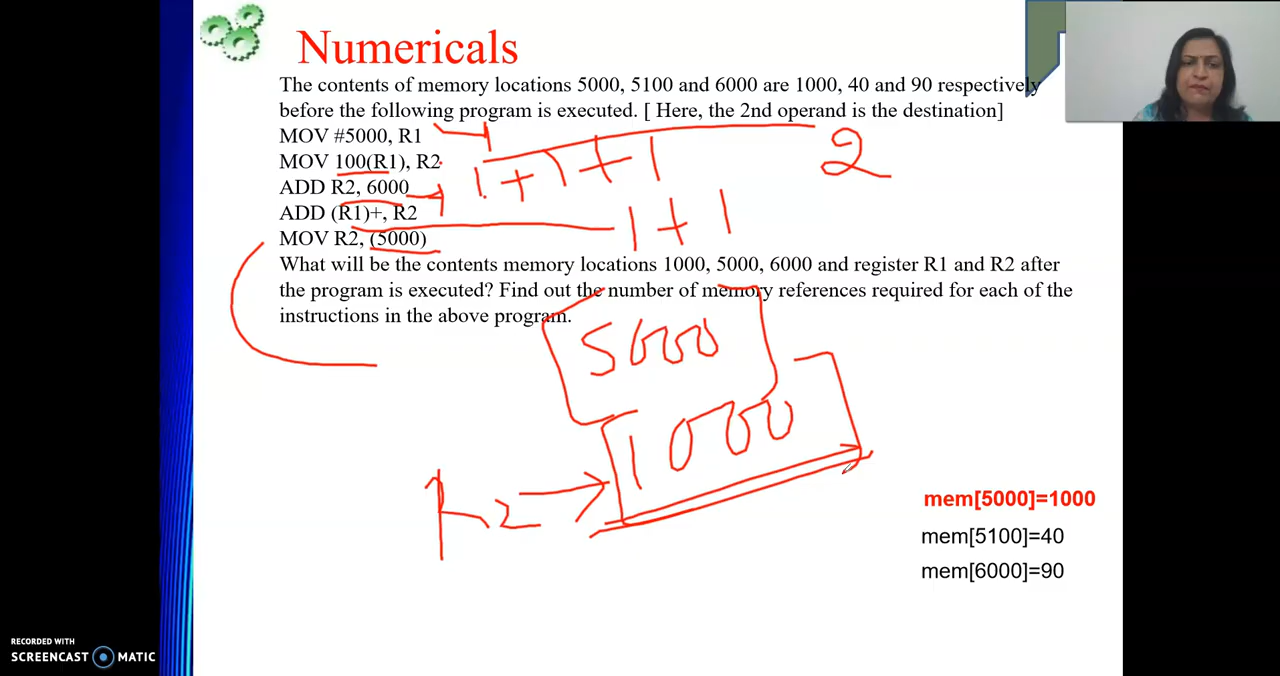 Numericals
The contents of memory locations 5000, 5100 and 6000 are 1000, 40 and 90 respectively
before the following program is executed. [ Here, the 2nd operand is the destination]
MOV #5000, R1
MOV 100(R1), R2
2
1 + 1 + 1
ADD R2, 6000
ADD (R1)+, R2
1 + 1
MOV R2, (5000)
What will be the contents memory locations 1000, 5000, 6000 and register R1 and R2 after
the program is executed? Find out the number of memory references required for each of the
instructions in the above program.
5000
1000
R2
mem[5000]=1000
mem[5100]=40
mem[6000]=90
RECORDED WITH
SCREENCAST MATIC